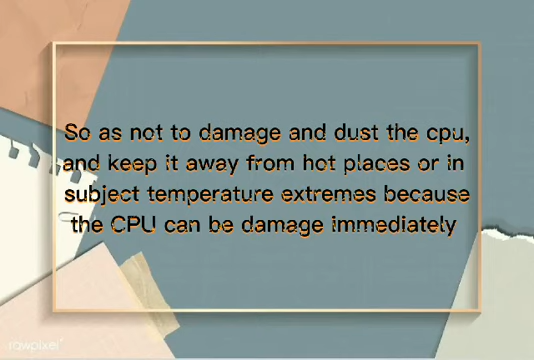 So as not to damage and dust the cpu,
and keep it away from hot places or in
subject temperature extremes because
the CPU can be damage immediately
rawpixel